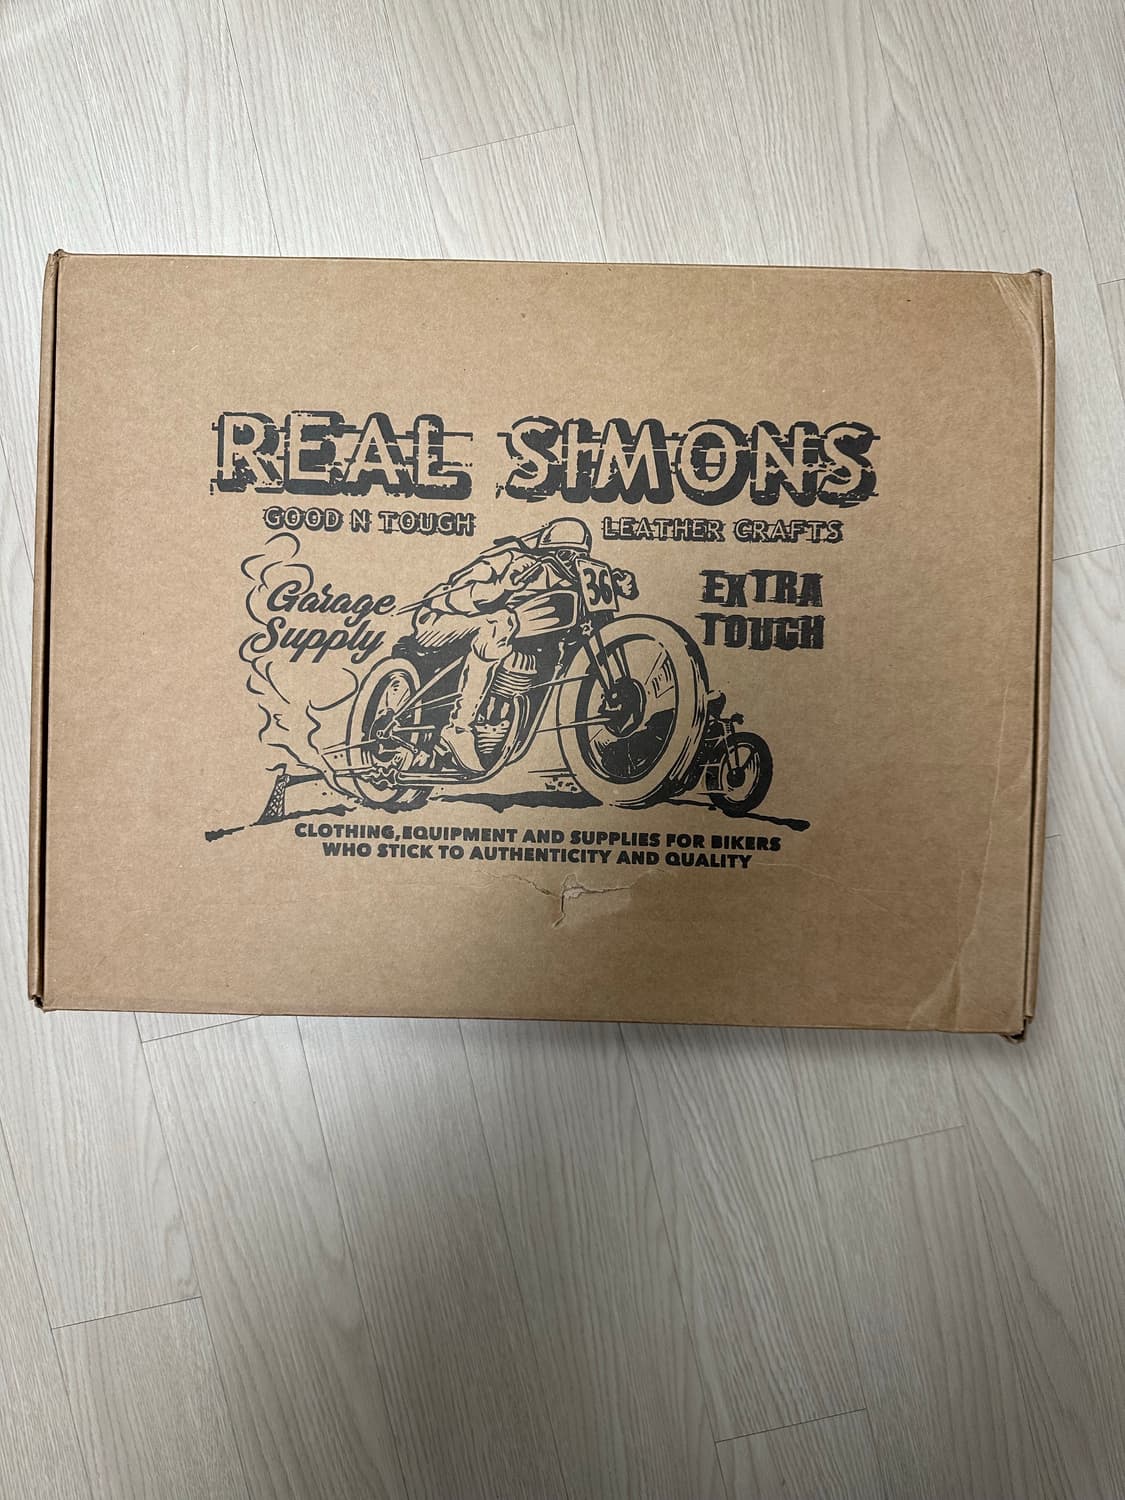 REAL SIMONS
GOOD N TOUGH LEATHER CRAFTS
Garage
Supply
36
EXTRA
TOUGH
CLOTHING,EQUIPMENT AND SUPPLIES FOR BIKERS
WHO STICK TO AUTHENTICITY AND QUALITY